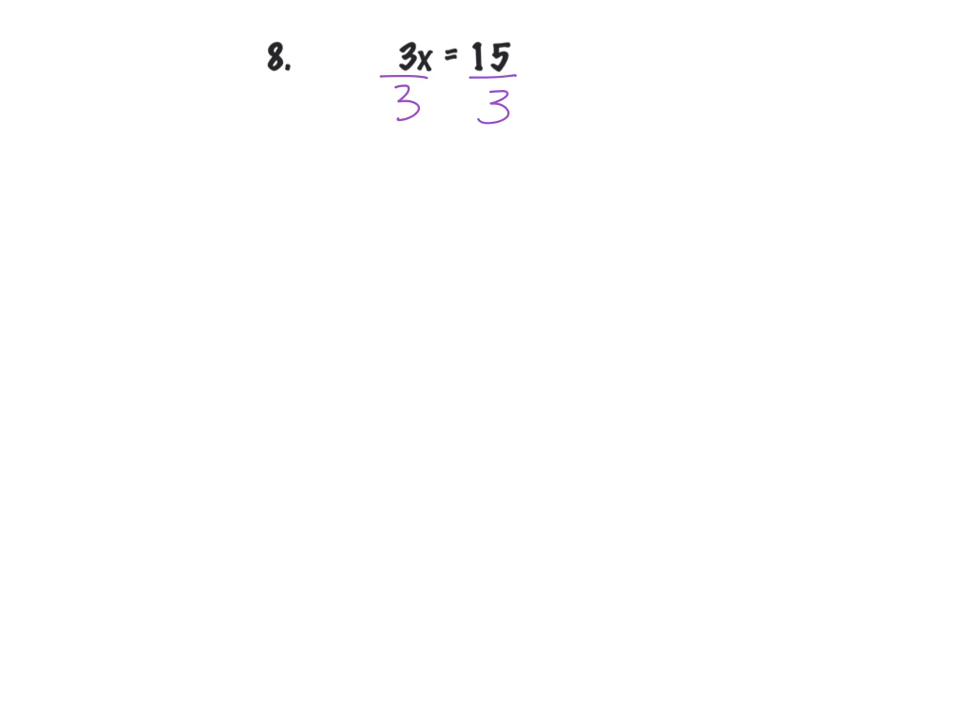 8. 3x = 15
3 3